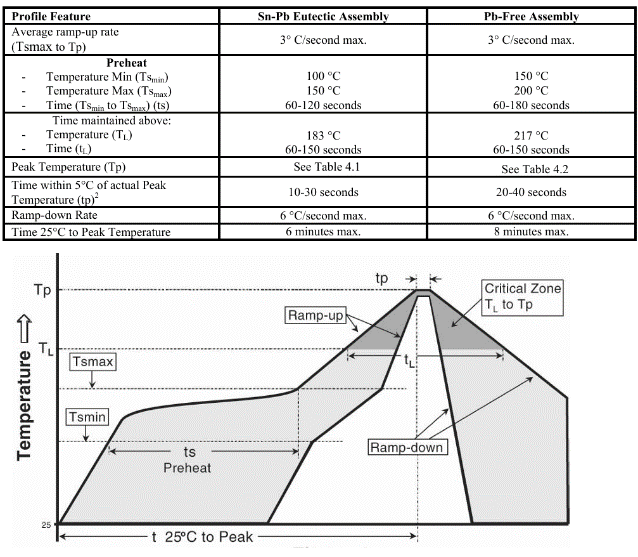 Profile Feature Sn-Pb Eutectic Assembly Pb-Free Assembly
Average ramp-up rate
(Tsmax to Tp) 3° C/second max. 3° C/second max.
Preheat
- Temperature Min (Tsmin) 100 °C 150 °C
- Temperature Max (Tsmax) 150 °C 200 °C
- Time (Tsmin to Tsmax) (ts) 60-120 seconds 60-180 seconds
Time maintained above:
- Temperature (TL) 183 °C 217 °C
- Time (tL) 60-150 seconds 60-150 seconds
Peak Temperature (Tp) See Table 4.1 See Table 4.2
Time within 5°C of actual Peak
Temperature (tp)2 10-30 seconds 20-40 seconds
Ramp-down Rate 6 °C/second max. 6 °C/second max.
Time 25°C to Peak Temperature 6 minutes max. 8 minutes max.
tp
Tp
Critical Zone
TL to Tp
Ramp-up
TL
tL
Tsmax
Tsmin
Temperature
ts
Preheat
Ramp-down
25
t 25°C to Peak